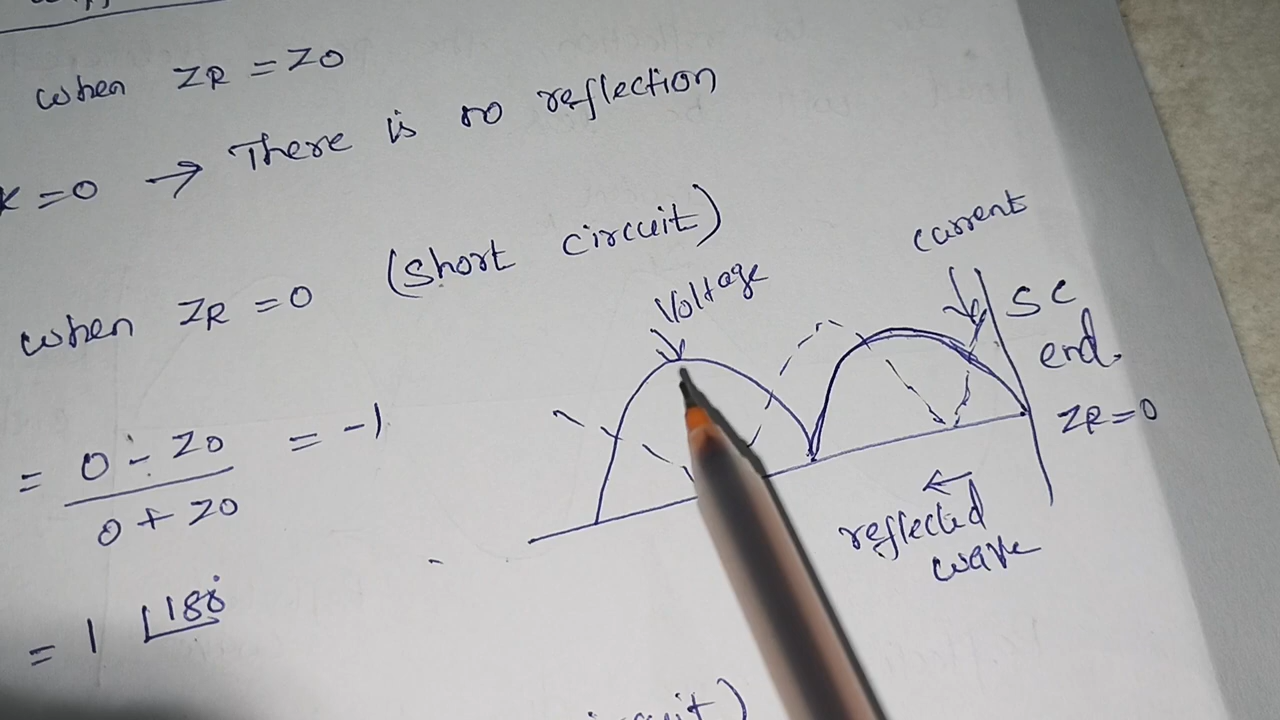 when ZR = Z0
K = 0 → There is no reflection
when ZR = 0 (short circuit)
= 0 - Z0 / 0 + Z0 = -1
= 1 ∠180°
Voltage
current
SC
end.
ZR = 0
←
reflected
wave